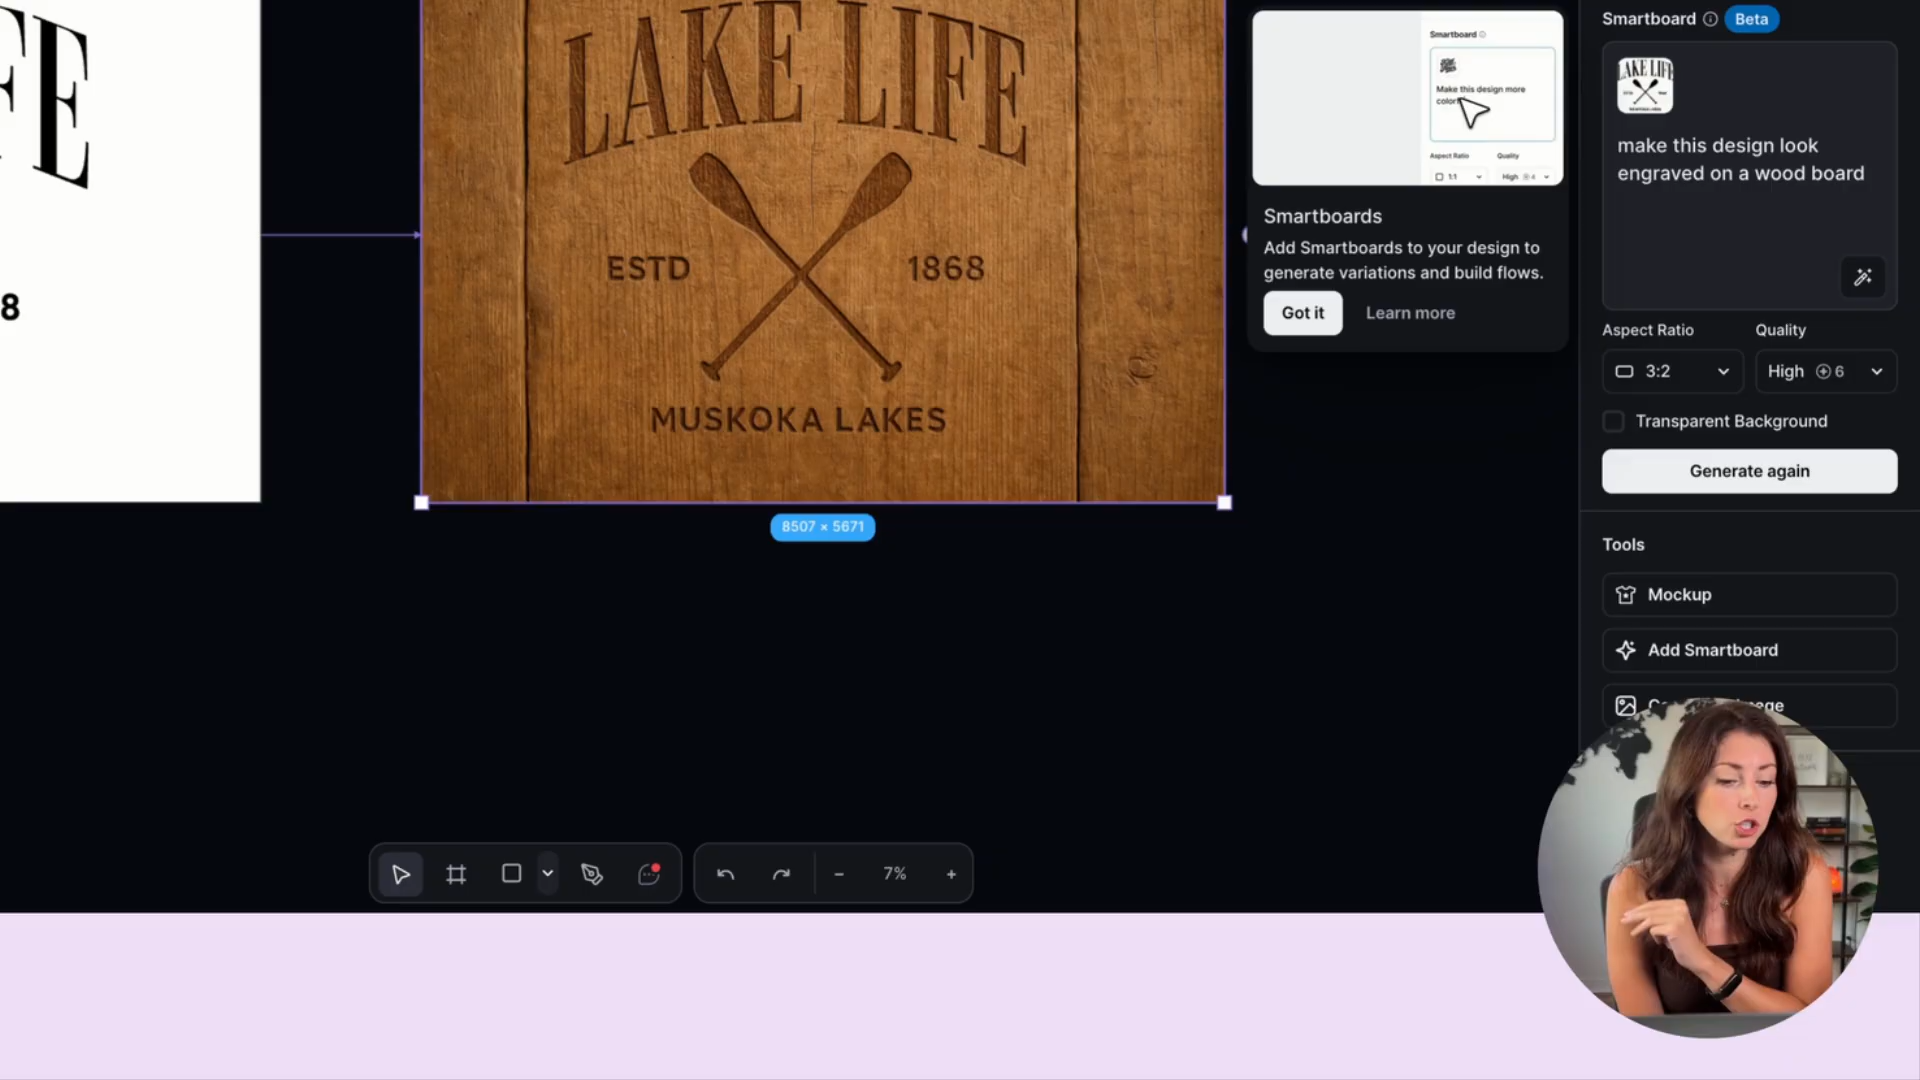 FE
8
LAKE LIFE
ESTD
1868
MUSKOKA LAKES
8507 × 5671
Smartboard
Make this design more
Aspect Ratio
Quality
1:1
High
4
Smartboards
Add Smartboards to your design to
generate variations and build flows.
Got it
Learn more
Smartboard
Beta
LAKE LIFE
make this design look
engraved on a wood board
Aspect Ratio
Quality
3:2
High
6
Transparent Background
Generate again
Tools
Mockup
Add Smartboard
7%